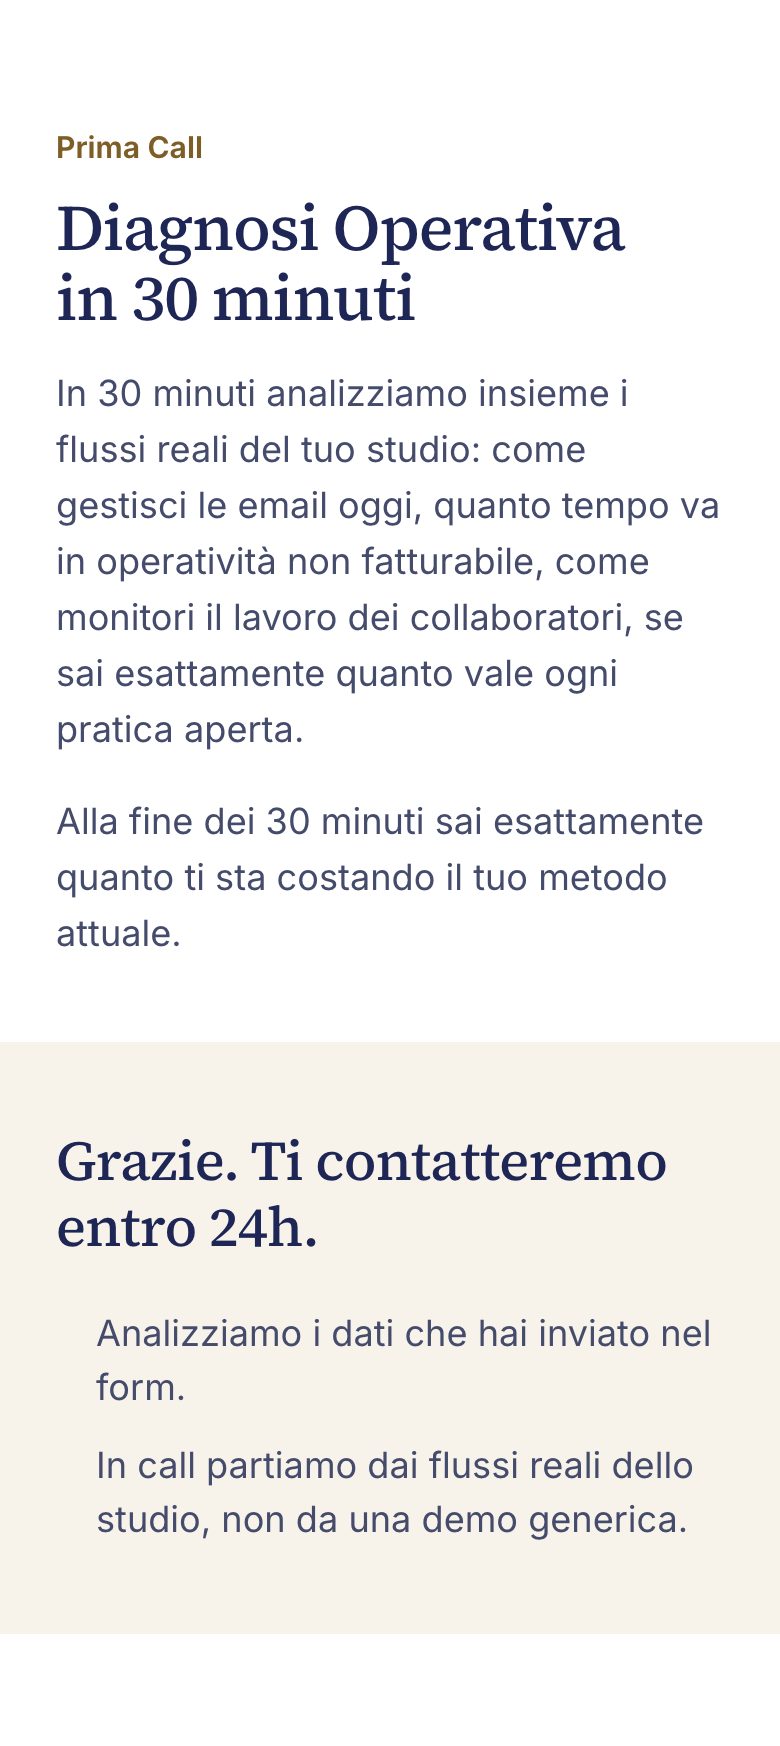 Prima Call
Diagnosi Operativa
in 30 minuti
In 30 minuti analizziamo insieme i
flussi reali del tuo studio: come
gestisci le email oggi, quanto tempo va
in operatività non fatturabile, come
monitori il lavoro dei collaboratori, se
sai esattamente quanto vale ogni
pratica aperta.
Alla fine dei 30 minuti sai esattamente
quanto ti sta costando il tuo metodo
attuale.
Grazie. Ti contatteremo
entro 24h.
Analizziamo i dati che hai inviato nel
form.
In call partiamo dai flussi reali dello
studio, non da una demo generica.